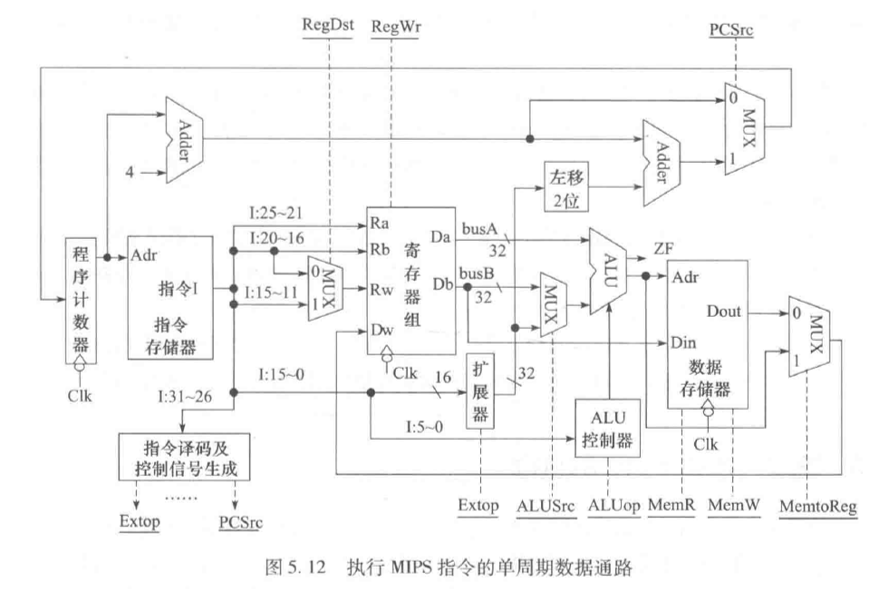 RegDst RegWr PCSrc
0
MUX
1
Adder
4
Adder
左移
2位
I:25~21
I:20~16
I:15~11
0
MUX
1
Ra
Rb
Rw
Dw
寄存器组
Da
Db
busA
32
busB
32
MUX
ALU
ZF
程序计数器
Clk
Adr
指令I
指令
存储器
Clk
Adr
Dout
Din
数据
存储器
Clk
0
MUX
1
I:15~0
16
扩展器
32
I:5~0
ALU
控制器
I:31~26
指令译码及
控制信号生成
……
Extop PCSrc
Extop ALUSrc ALUop MemR MemW MemtoReg
图 5.12 执行 MIPS 指令的单周期数据通路